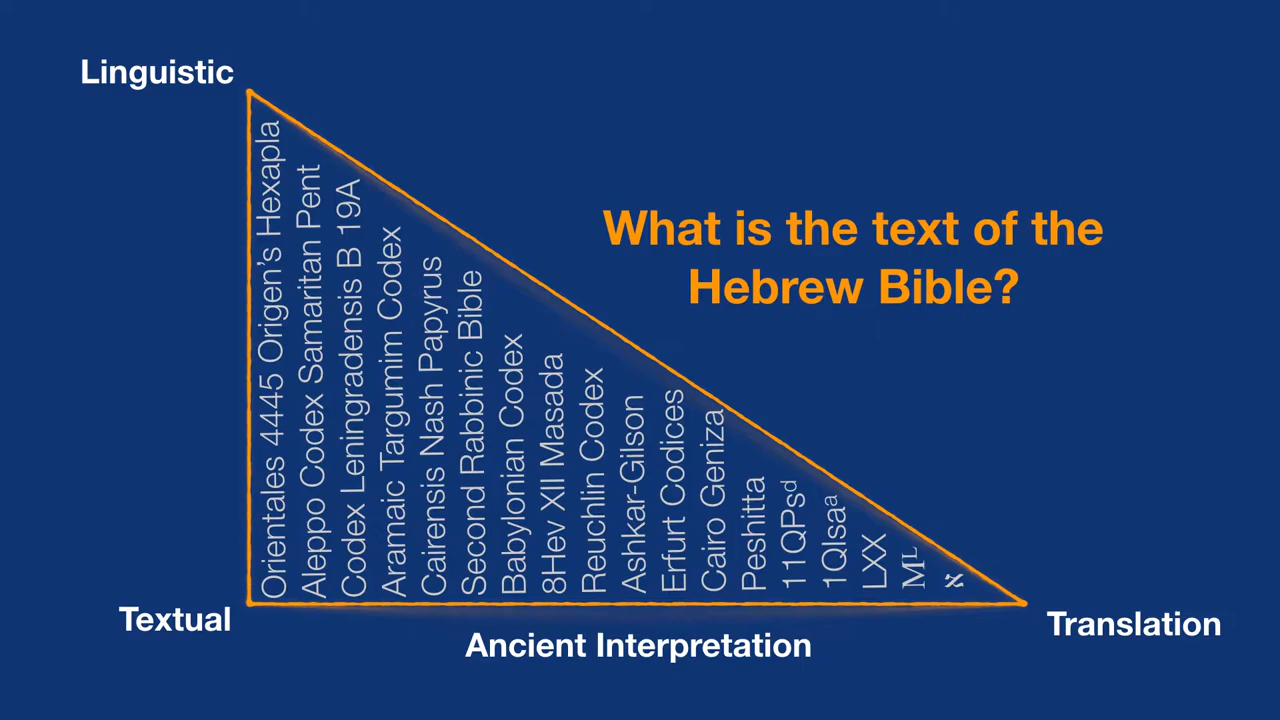 Linguistic
What is the text of the
Hebrew Bible?
Orientales 4445 Origen's Hexapla
Aleppo Codex Samaritan Pent
Codex Leningradensis B 19A
Aramaic Targumim Codex
Cairensis Nash Papyrus
Second Rabbinic Bible
Babylonian Codex
8Hev XII Masada
Reuchlin Codex
Ashkar-Gilson
Erfurt Codices
Cairo Geniza
Peshitta
11QPsᵈ
1QIsaᵃ
LXX
Mᴸ
א
Textual
Ancient Interpretation
Translation